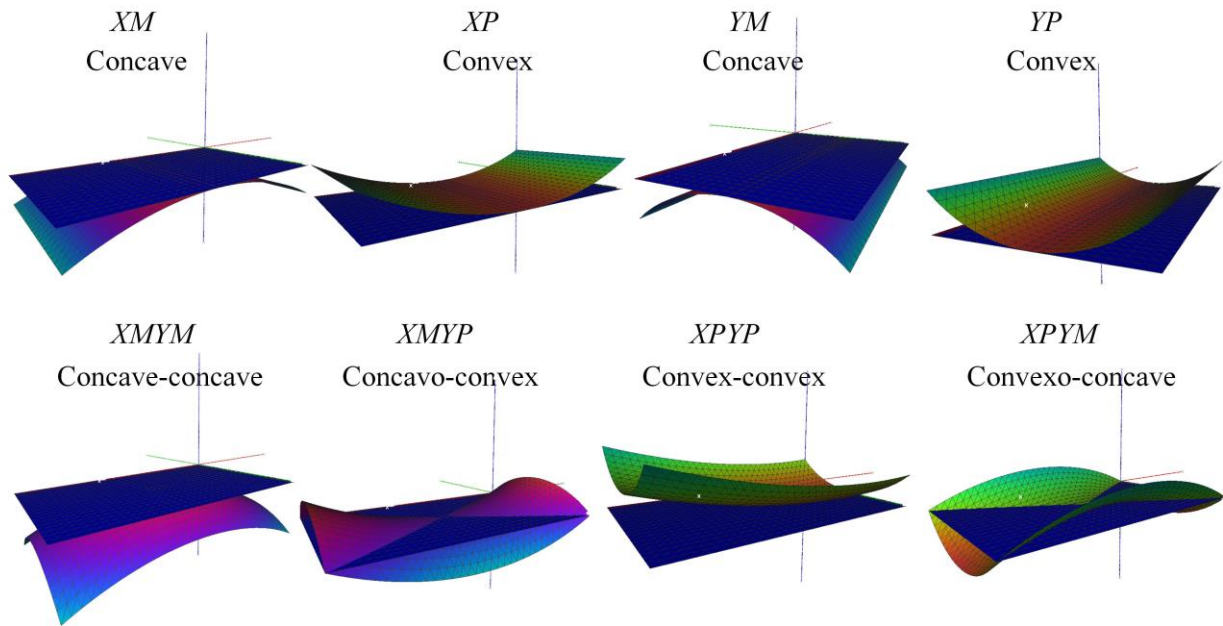 XM
Concave
XP
Convex
YM
Concave
YP
Convex
XMYM
Concave-concave
XMYP
Concavo-convex
XPYP
Convex-convex
XPYM
Convexo-concave